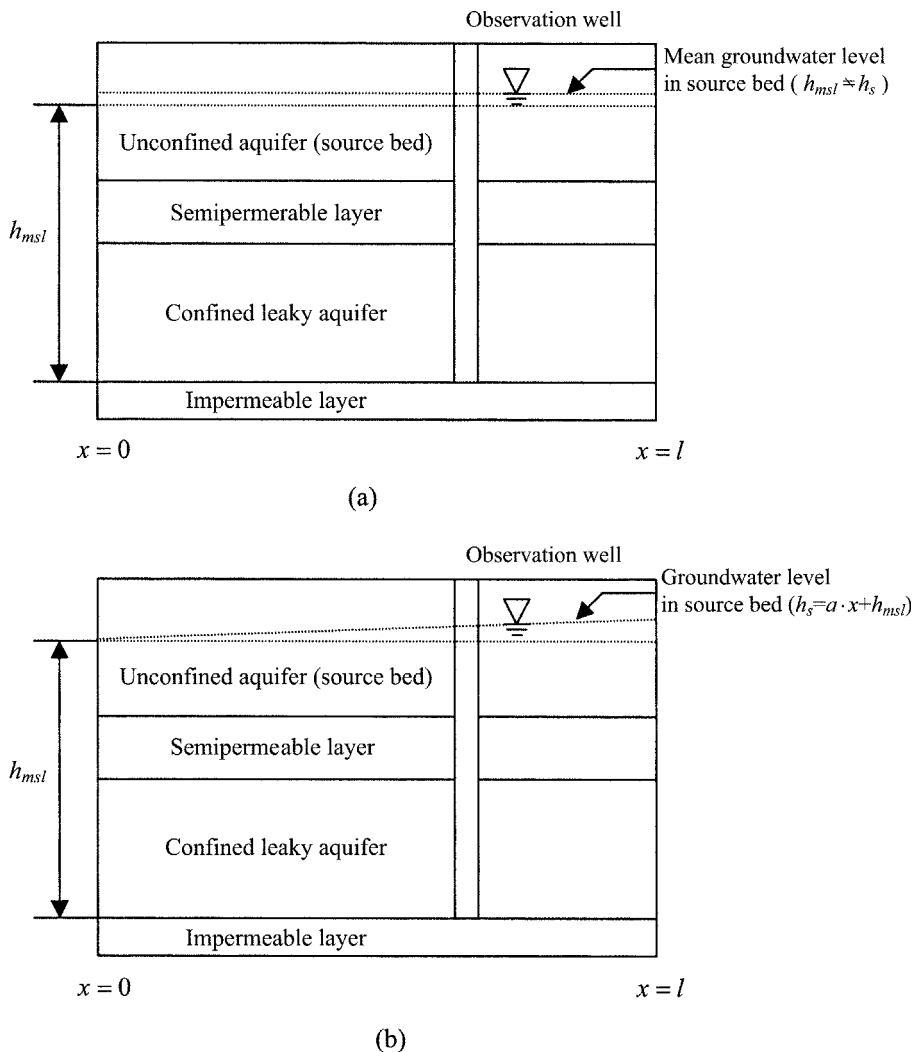 Observation well
Mean groundwater level
in source bed ( h_msl ≒ h_s )
Unconfined aquifer (source bed)
Semipermerable layer
h_msl
Confined leaky aquifer
Impermeable layer
x = 0
x = l
(a)
Observation well
Groundwater level
in source bed (h_s=a·x+h_msl)
Unconfined aquifer (source bed)
Semipermeable layer
h_msl
Confined leaky aquifer
Impermeable layer
x = 0
x = l
(b)